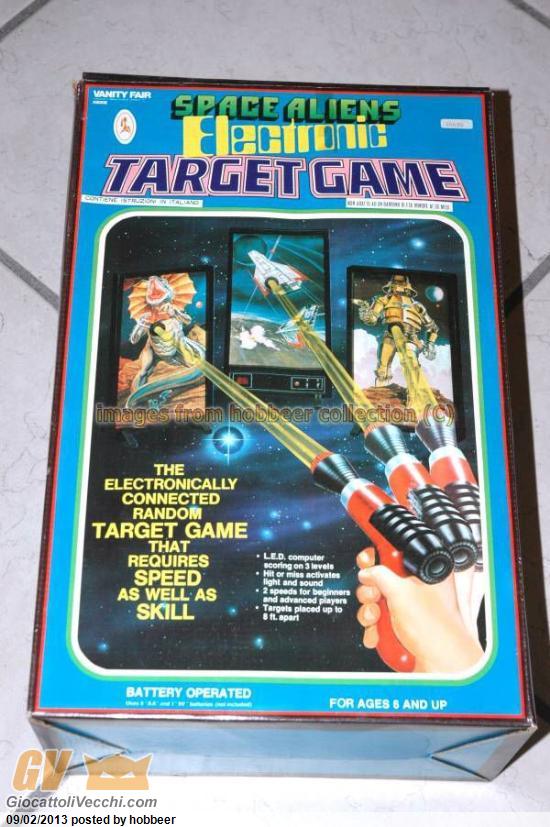 VANITY FAIR
SPACE ALIENS
Electronic
TARGET GAME
CONTIENE ISTRUZIONI IN ITALIANO
images from hobbeer collection (C)
THE
ELECTRONICALLY
CONNECTED
RANDOM
TARGET GAME
THAT
REQUIRES
SPEED
AS WELL AS
SKILL
• L.E.D. computer
scoring on 3 levels
• Hit or miss activates
light and sound
• 2 speeds for beginners
and advanced players
• Targets placed up to
8 ft. apart
BATTERY OPERATED
batteries (not included)
FOR AGES 6 AND UP
GV
GiocattoliVecchi.com
09/02/2013 posted by hobbeer